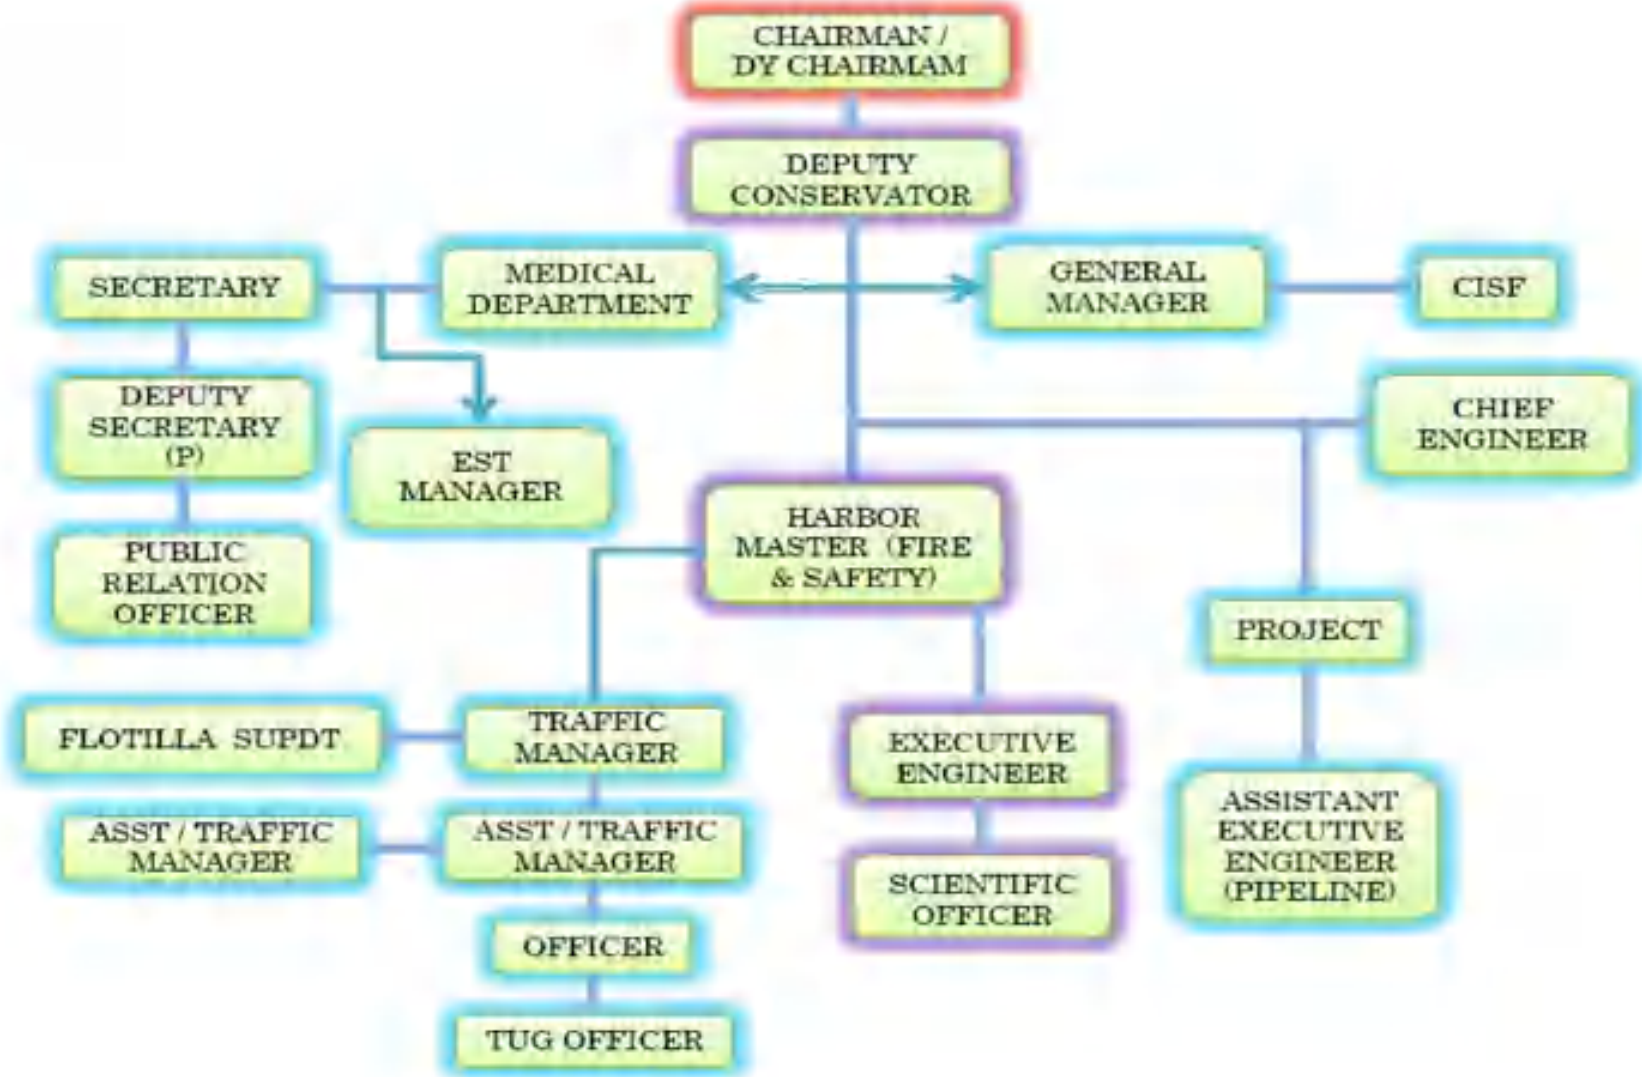 CHAIRMAN /
DY CHAIRMAM
DEPUTY
CONSERVATOR
SECRETARY
MEDICAL
DEPARTMENT
GENERAL
MANAGER
CISF
DEPUTY
SECRETARY
(P)
EST
MANAGER
CHIEF
ENGINEER
PUBLIC
RELATION
OFFICER
HARBOR
MASTER (FIRE
& SAFETY)
PROJECT
FLOTILLA SUPDT
TRAFFIC
MANAGER
EXECUTIVE
ENGINEER
ASSISTANT
EXECUTIVE
ENGINEER
(PIPELINE)
ASST / TRAFFIC
MANAGER
ASST / TRAFFIC
MANAGER
SCIENTIFIC
OFFICER
OFFICER
TUG OFFICER